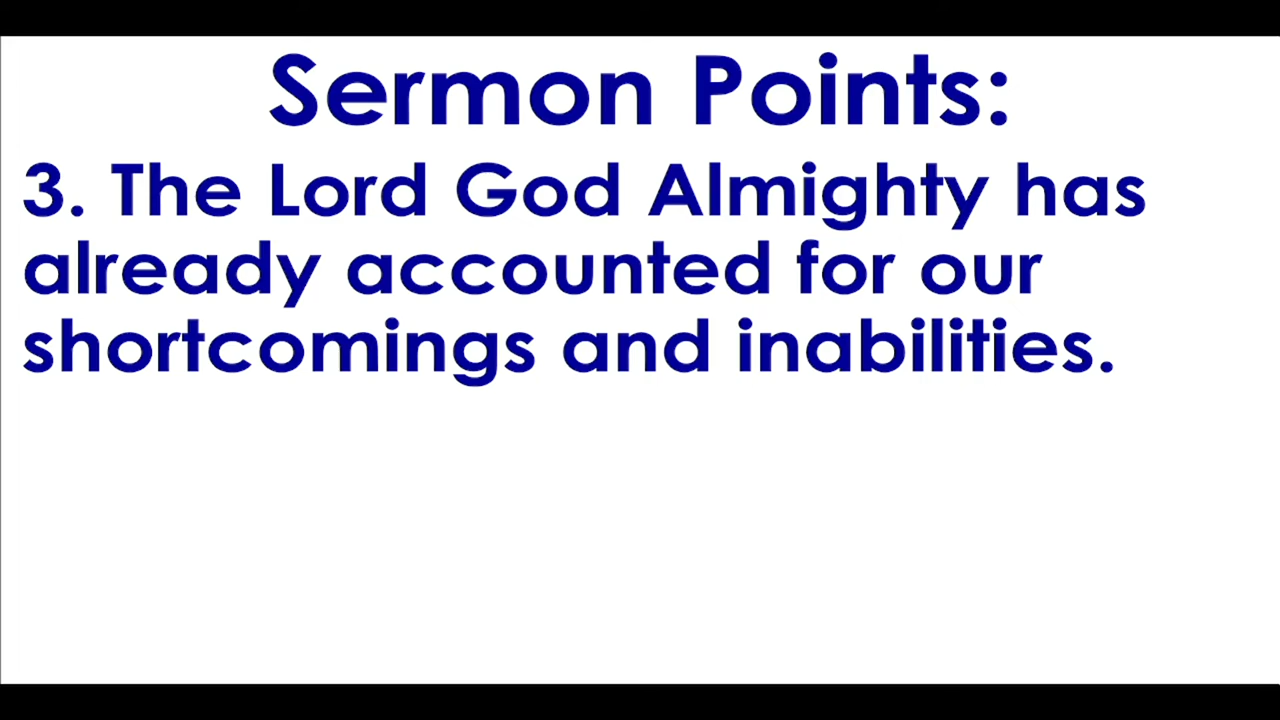 Sermon Points:
3. The Lord God Almighty has
already accounted for our
shortcomings and inabilities.